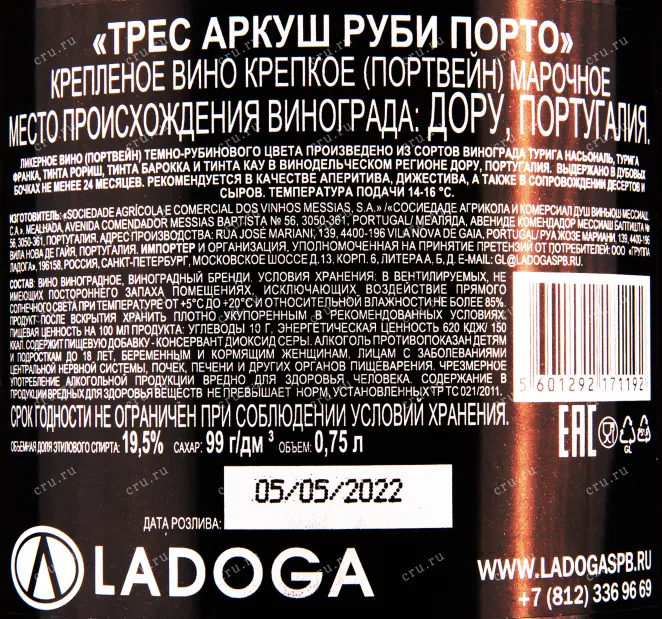 «ТРЕС АРКУШ РУБИ ПОРТО»
КРЕПЛЕНОЕ ВИНО КРЕПКОЕ (ПОРТВЕЙН) МАРОЧНОЕ
МЕСТО ПРОИСХОЖДЕНИЯ ВИНОГРАДА: ДОРУ, ПОРТУГАЛИЯ.
ЛИКЕРНОЕ ВИНО (ПОРТВЕЙН) ТЕМНО-РУБИНОВОГО ЦВЕТА ПРОИЗВЕДЕНО ИЗ СОРТОВ ВИНОГРАДА ТУРИГА НАСЬОНАЛЬ, ТУРИГА
ФРАНКА, ТИНТА РОРИШ, ТИНТА БАРОККА И ТИНТА КАУ В ВИНОДЕЛЬЧЕСКОМ РЕГИОНЕ ДОРУ, ПОРТУГАЛИЯ. ВЫДЕРЖАНО В ДУБОВЫХ
БОЧКАХ НЕ МЕНЕЕ 24 МЕСЯЦЕВ. РЕКОМЕНДУЕТСЯ В КАЧЕСТВЕ АПЕРИТИВА, ДИЖЕСТИВА, А ТАКЖЕ В СОПРОВОЖДЕНИИ ДЕСЕРТОВ И
СЫРОВ. ТЕМПЕРАТУРА ПОДАЧИ 14-16 °С.
ИЗГОТОВИТЕЛЬ: «SOCIEDADE AGRÍCOLA E COMERCIAL DOS VINHOS MESSIAS, S.A.» / «СОСИЕДАДЕ АГРИКОЛА И КОМЕРСИАЛ ДУШ ВИНЬЮШ МЕССИАШ,
С.А.», MEALHADA, AVENIDA COMENDADOR MESSIAS BAPTISTA № 56, 3050-361, PORTUGAL/ МЕАЛЯДА, АВЕНИДЕ КОМЕНДАДОР МЕССИАШ БАПТИШТА №
56, 3050-361, ПОРТУГАЛИЯ. АДРЕС ПРОИЗВОДСТВА: RUA JOSÉ MARIANI, 139, 4400-196 VILA NOVA DE GAIA, PORTUGAL/ РУА ЖОЗЕ МАРИАНИ, 139, 4400-196
ВИЛА НОВА ДЕ ГАЙЯ, ПОРТУГАЛИЯ. ИМПОРТЕР И ОРГАНИЗАЦИЯ, УПОЛНОМОЧЕННАЯ НА ПРИНЯТИЕ ПРЕТЕНЗИЙ ОТ ПОТРЕБИТЕЛЕЙ: ООО «ГРУППА
ЛАДОГА», 196158, РОССИЯ, САНКТ-ПЕТЕРБУРГ, МОСКОВСКОЕ ШОССЕ Д.13, КОРП. 6, ЛИТЕРА А, Б, Д. E-MAIL: GL@LADOGASPB.RU
СОСТАВ: ВИНО ВИНОГРАДНОЕ, ВИНОГРАДНЫЙ БРЕНДИ. УСЛОВИЯ ХРАНЕНИЯ: В ВЕНТИЛИРУЕМЫХ, НЕ
ИМЕЮЩИХ ПОСТОРОННЕГО ЗАПАХА ПОМЕЩЕНИЯХ, ИСКЛЮЧАЮЩИХ ВОЗДЕЙСТВИЕ ПРЯМОГО
СОЛНЕЧНОГО СВЕТА ПРИ ТЕМПЕРАТУРЕ ОТ +5°С ДО +20°С И ОТНОСИТЕЛЬНОЙ ВЛАЖНОСТИ НЕ БОЛЕЕ 85%.
ПРОДУКТ ПОСЛЕ ВСКРЫТИЯ ХРАНИТЬ ПЛОТНО УКУПОРЕННЫМ В РЕКОМЕНДОВАННЫХ УСЛОВИЯХ.
ПИЩЕВАЯ ЦЕННОСТЬ НА 100 МЛ ПРОДУКТА: УГЛЕВОДЫ 10 Г, ЭНЕРГЕТИЧЕСКАЯ ЦЕННОСТЬ 620 КДЖ/ 150
ККАЛ. СОДЕРЖИТ ПИЩЕВУЮ ДОБАВКУ - КОНСЕРВАНТ ДИОКСИД СЕРЫ. АЛКОГОЛЬ ПРОТИВОПОКАЗАН ДЕТЯМ
И ПОДРОСТКАМ ДО 18 ЛЕТ, БЕРЕМЕННЫМ И КОРМЯЩИМ ЖЕНЩИНАМ, ЛИЦАМ С ЗАБОЛЕВАНИЯМИ
ЦЕНТРАЛЬНОЙ НЕРВНОЙ СИСТЕМЫ, ПОЧЕК, ПЕЧЕНИ И ДРУГИХ ОРГАНОВ ПИЩЕВАРЕНИЯ. ЧРЕЗМЕРНОЕ
УПОТРЕБЛЕНИЕ АЛКОГОЛЬНОЙ ПРОДУКЦИИ ВРЕДНО ДЛЯ ЗДОРОВЬЯ ЧЕЛОВЕКА. СОДЕРЖАНИЕ В
ПРОДУКЦИИ ВРЕДНЫХ ДЛЯ ЗДОРОВЬЯ ВЕЩЕСТВ НЕ ПРЕВЫШАЕТ НОРМ, УСТАНОВЛЕННЫХ ТР ТС 021/2011.
СРОК ГОДНОСТИ НЕ ОГРАНИЧЕН ПРИ СОБЛЮДЕНИИ УСЛОВИЙ ХРАНЕНИЯ.
5 601292 171192
ОБЪЕМНАЯ ДОЛЯ ЭТИЛОВОГО СПИРТА: 19,5% САХАР: 99 г/дм ³ ОБЪЕМ: 0,75 л
EAC
GL
ДАТА РОЗЛИВА: 05/05/2022
LADOGA
WWW.LADOGASPB.RU
+7 (812) 336 96 69
cru.ru